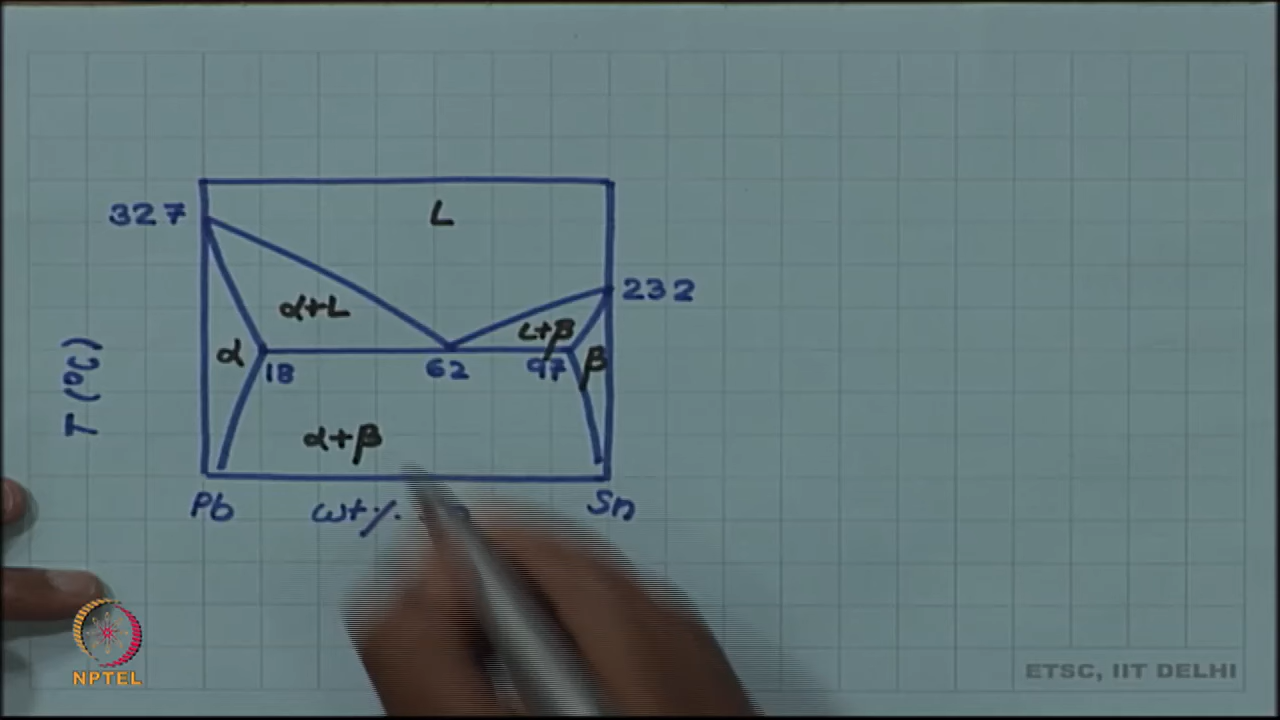 L
327
232
α+L
L+β
α
β
18
62
97
T (°C)
α+β
Pb
wt%
Sn
NPTEL
ETSC, IIT DELHI